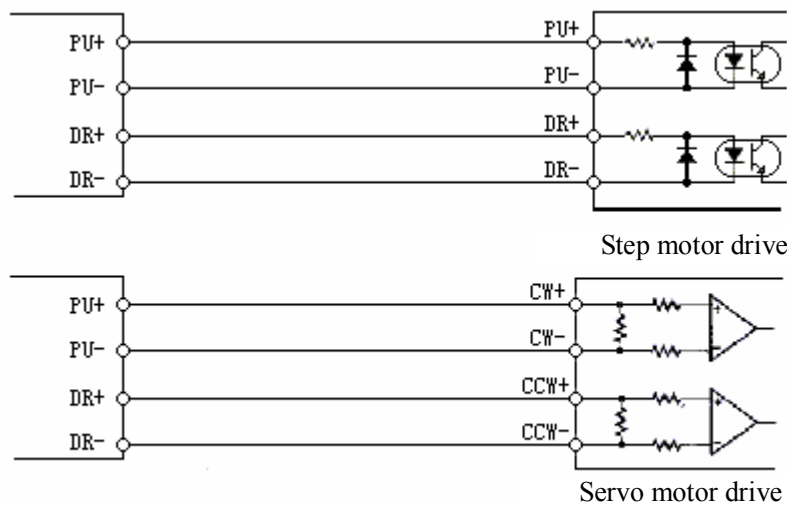 PU+ PU+
PU- PU-
DR+ DR+
DR- DR-
Step motor drive
PU+ CW+
PU- CW-
DR+ CCW+
DR- CCW-
Servo motor drive